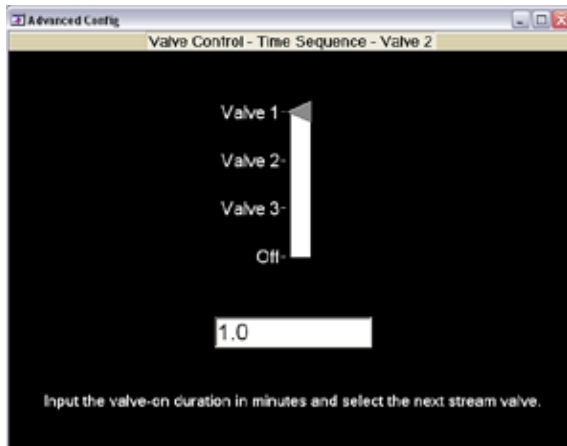 Advanced Config
Valve Control - Time Sequence - Valve 2
Valve 1
Valve 2
Valve 3
Off
1.0
Input the valve-on duration in minutes and select the next stream valve.